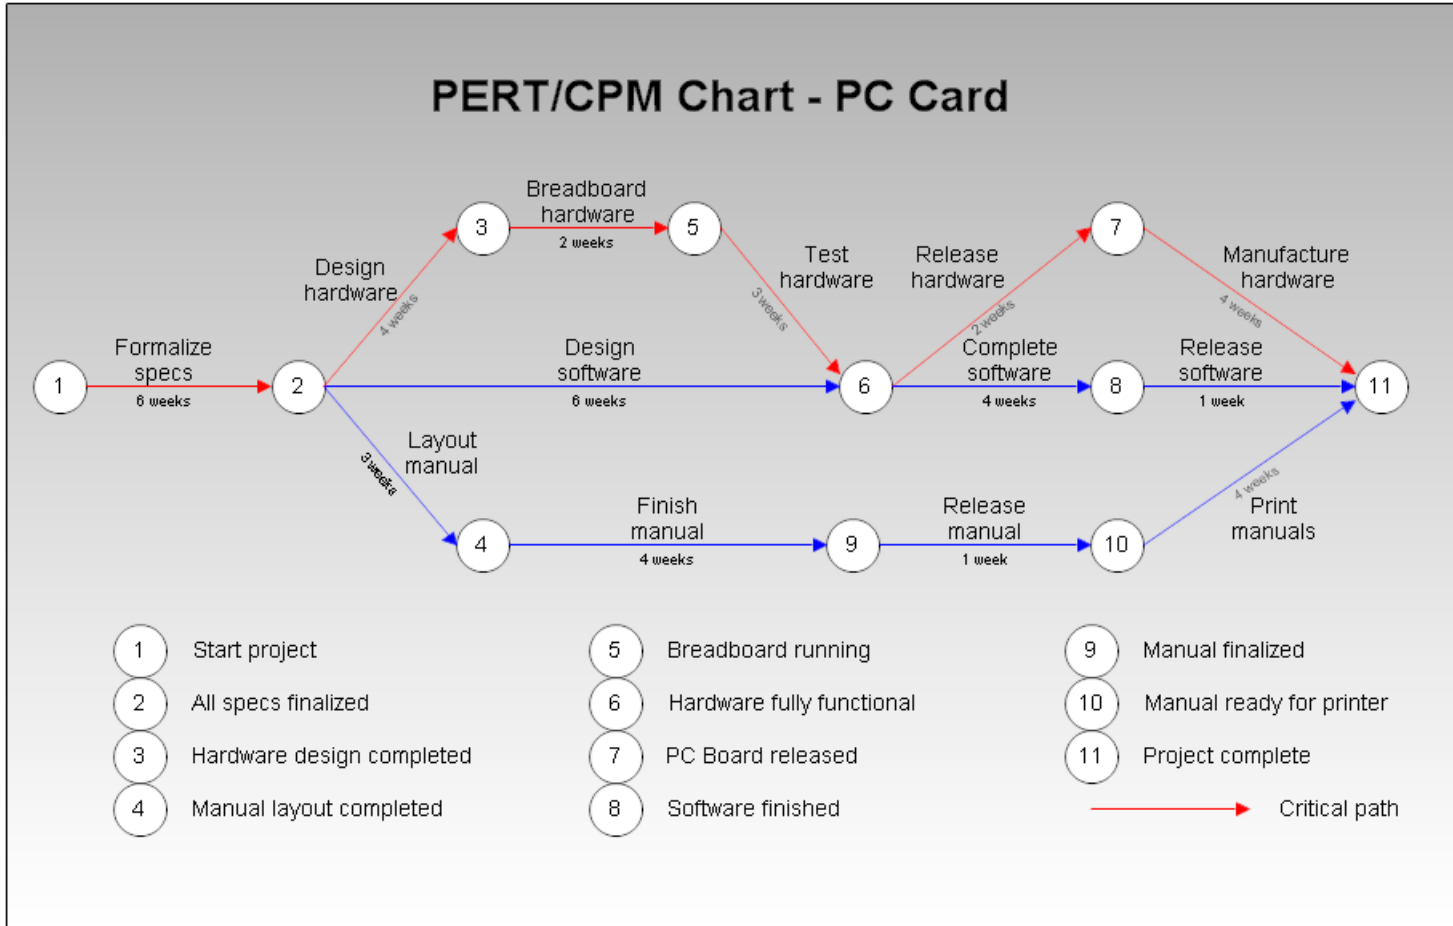 PERT/CPM Chart - PC Card
Breadboard
hardware
2 weeks
3
5
7
Design
hardware
4 weeks
Test
hardware
3 weeks
Release
hardware
2 weeks
Manufacture
hardware
4 weeks
Formalize
specs
6 weeks
Design
software
6 weeks
Complete
software
4 weeks
Release
software
1 week
1
2
6
8
11
Layout
manual
3 weeks
Finish
manual
4 weeks
Release
manual
1 week
4 weeks
Print
manuals
4
9
10
1 Start project
2 All specs finalized
3 Hardware design completed
4 Manual layout completed
5 Breadboard running
6 Hardware fully functional
7 PC Board released
8 Software finished
9 Manual finalized
10 Manual ready for printer
11 Project complete
Critical path